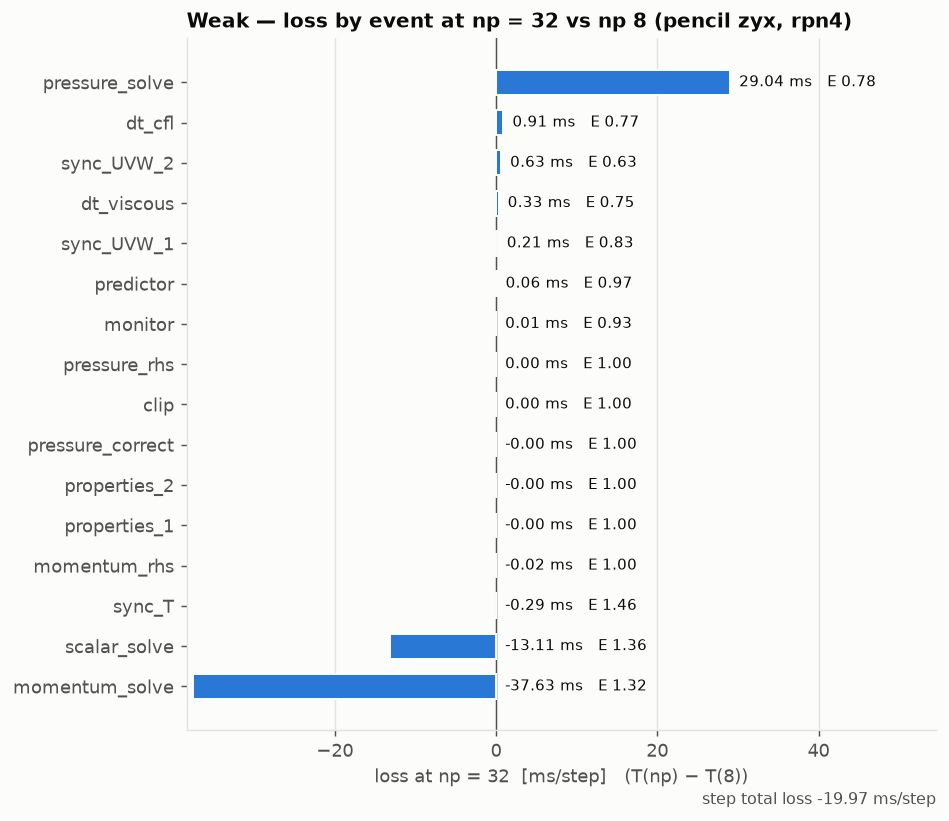 Weak — loss by event at np = 32 vs np 8 (pencil zyx, rpn4)
pressure_solve 29.04 ms E 0.78
dt_cfl 0.91 ms E 0.77
sync_UVW_2 0.63 ms E 0.63
dt_viscous 0.33 ms E 0.75
sync_UVW_1 0.21 ms E 0.83
predictor 0.06 ms E 0.97
monitor 0.01 ms E 0.93
pressure_rhs 0.00 ms E 1.00
clip 0.00 ms E 1.00
pressure_correct -0.00 ms E 1.00
properties_2 -0.00 ms E 1.00
properties_1 -0.00 ms E 1.00
momentum_rhs -0.02 ms E 1.00
sync_T -0.29 ms E 1.46
scalar_solve -13.11 ms E 1.36
momentum_solve -37.63 ms E 1.32
−20 0 20 40
loss at np = 32 [ms/step] (T(np) − T(8))
step total loss -19.97 ms/step